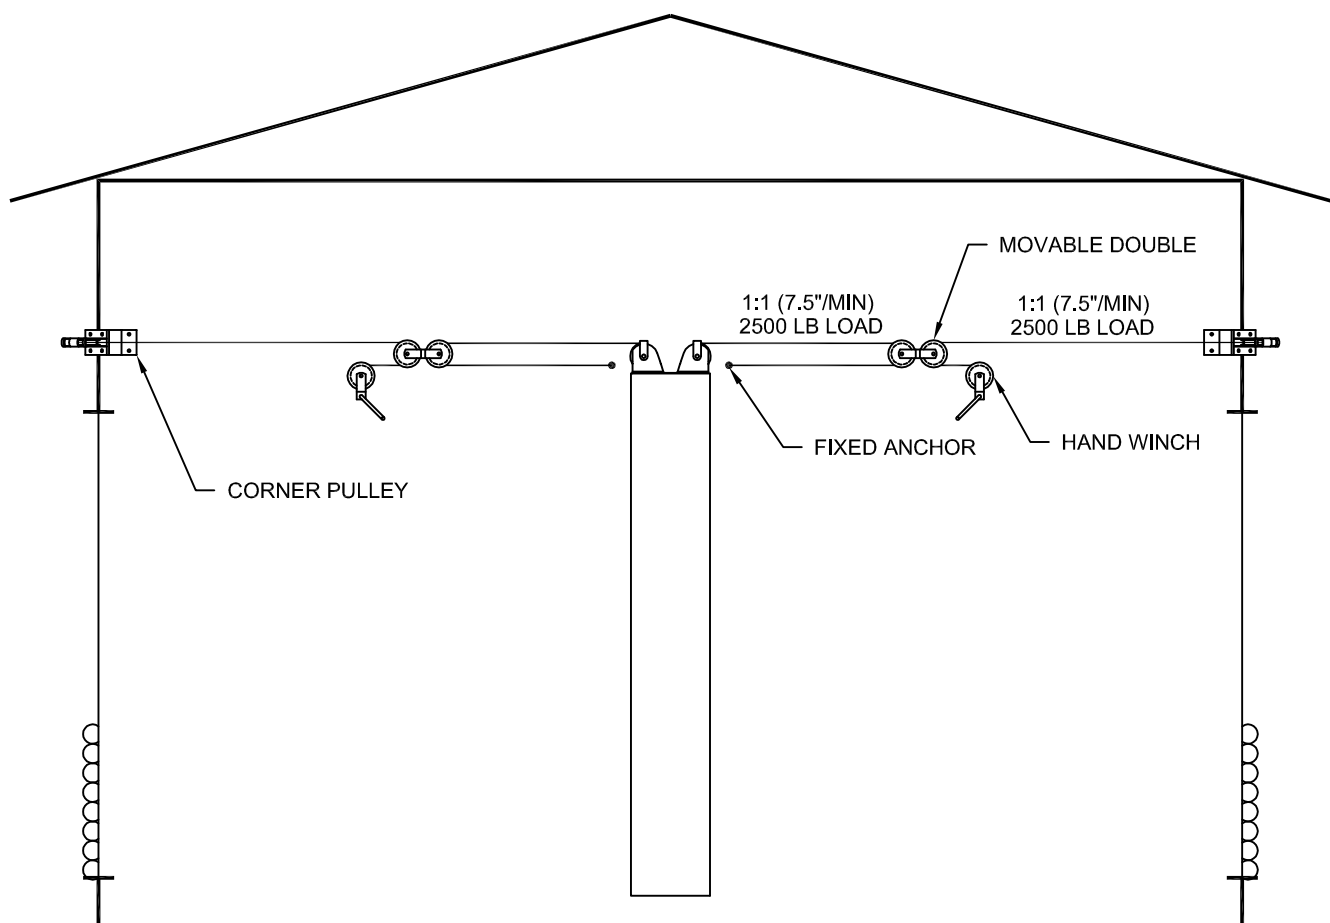 MOVABLE DOUBLE
1:1 (7.5"/MIN)
2500 LB LOAD
1:1 (7.5"/MIN)
2500 LB LOAD
FIXED ANCHOR
HAND WINCH
CORNER PULLEY